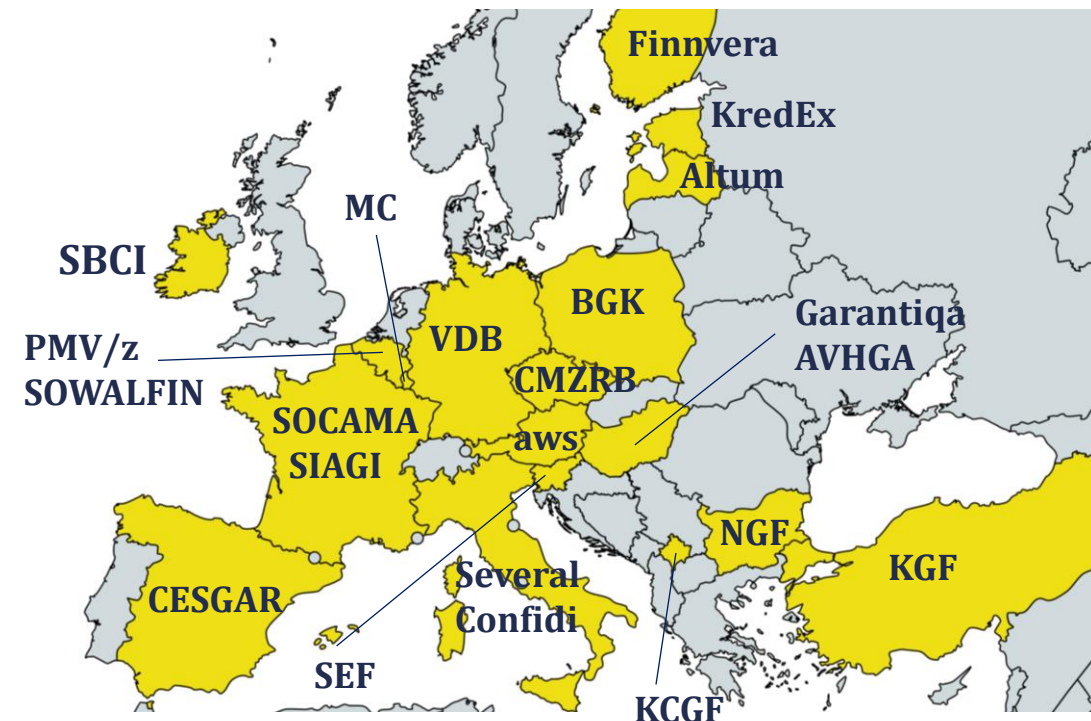 Finnvera
KredEx
Altum
MC
SBCI
BGK
Garantiqa
AVHGA
VDB
PMV/z
SOWALFIN
CMZRB
SOCAMA
SIAGI
aws
NGF
KGF
Several
Confidi
CESGAR
SEF
KCGF